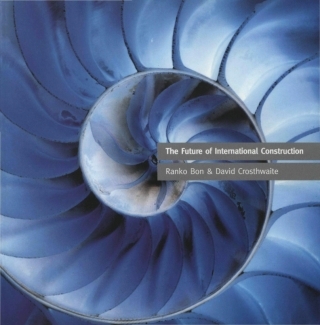 The Future of International Construction
Ranko Bon & David Crosthwaite